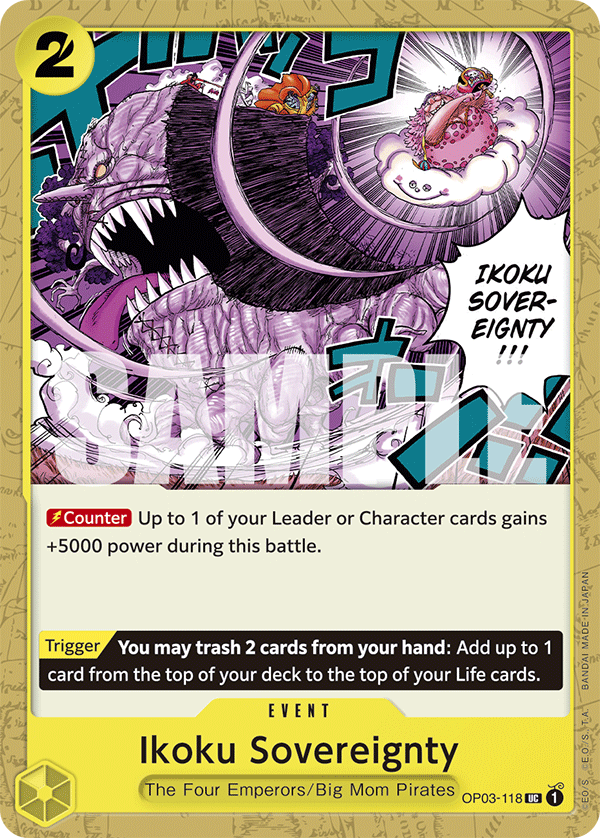 2
IKOKU
SOVER-
EIGNTY
!!!
SAMPLE
Counter Up to 1 of your Leader or Character cards gains
+5000 power during this battle.
Trigger You may trash 2 cards from your hand: Add up to 1
card from the top of your deck to the top of your Life cards.
EVENT
Ikoku Sovereignty
The Four Emperors/Big Mom Pirates
OP03-118 UC 1
©E.O./S. ©E.O./S.,T.A. BANDAI MADE IN JAPAN